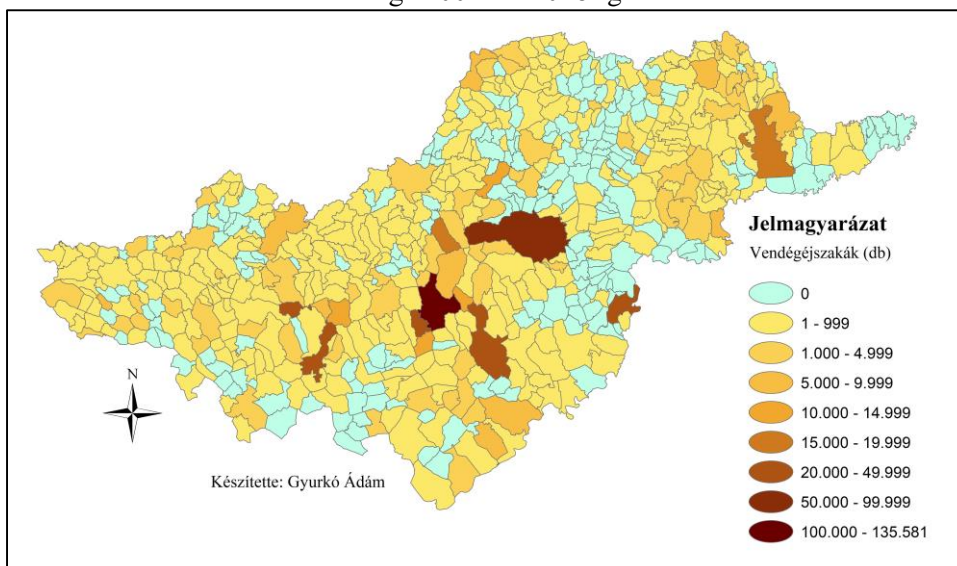 Jelmagyarázat
Vendégéjszakák (db)
0
1 - 999
1.000 - 4.999
5.000 - 9.999
10.000 - 14.999
15.000 - 19.999
20.000 - 49.999
50.000 - 99.999
100.000 - 135.581
N
Készítette: Gyurkó Ádám